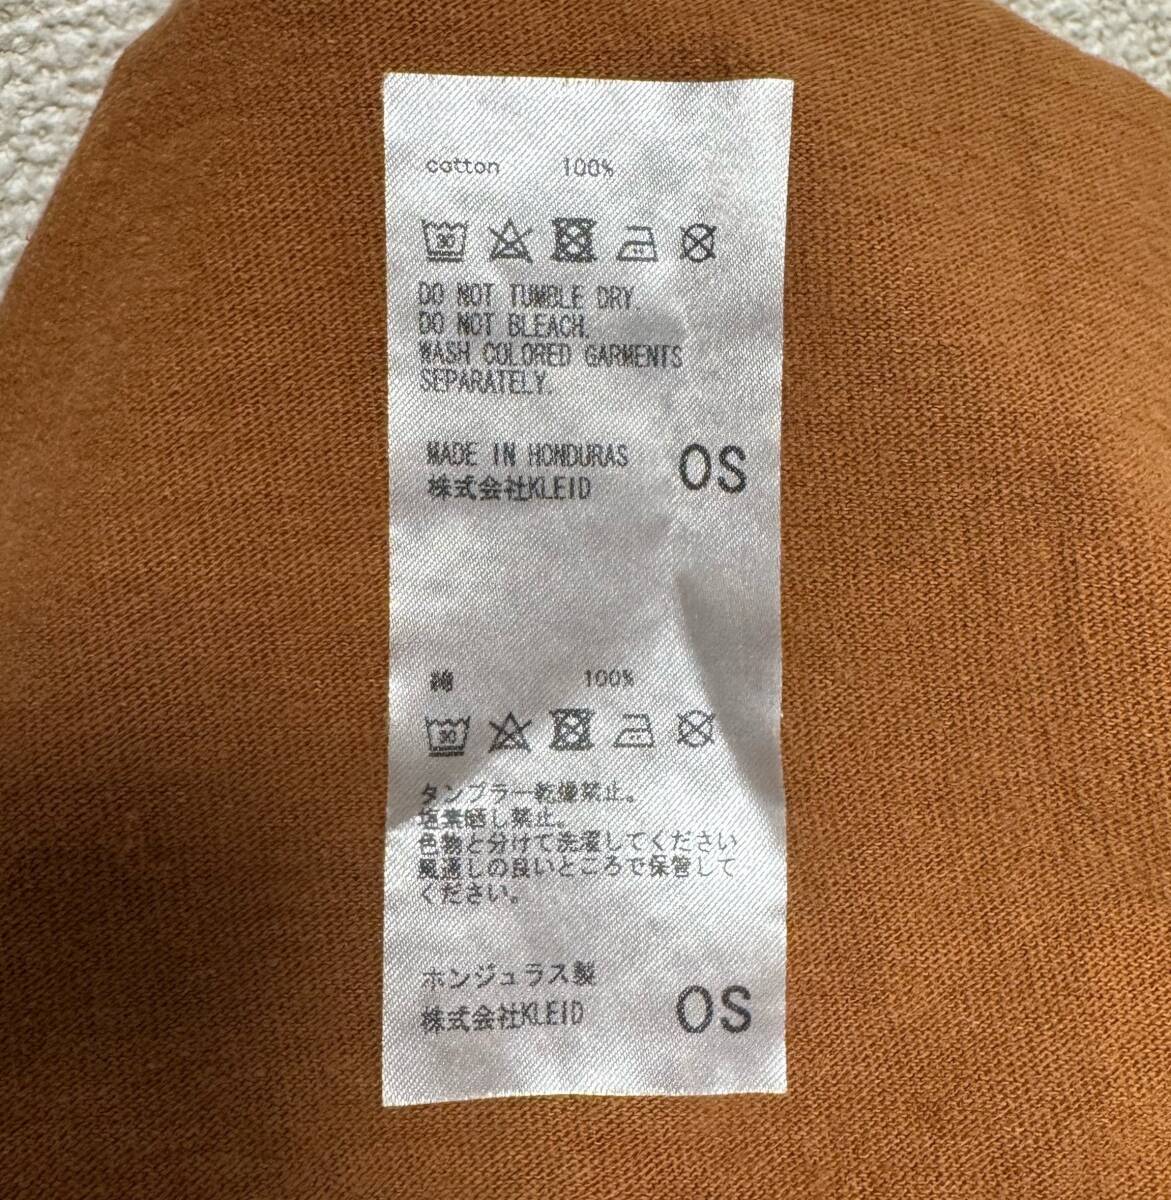 cotton 100%
30
DO NOT TUMBLE DRY.
DO NOT BLEACH.
WASH COLORED GARMENTS
SEPARATELY.
MADE IN HONDURAS
株式会社KLEID
OS
綿 100%
30
タンブラー乾燥禁止。
塩素晒し禁止。
色物と分けて洗濯してください
風通しの良いところで保管して
ください。
ホンジュラス製
株式会社KLEID
OS